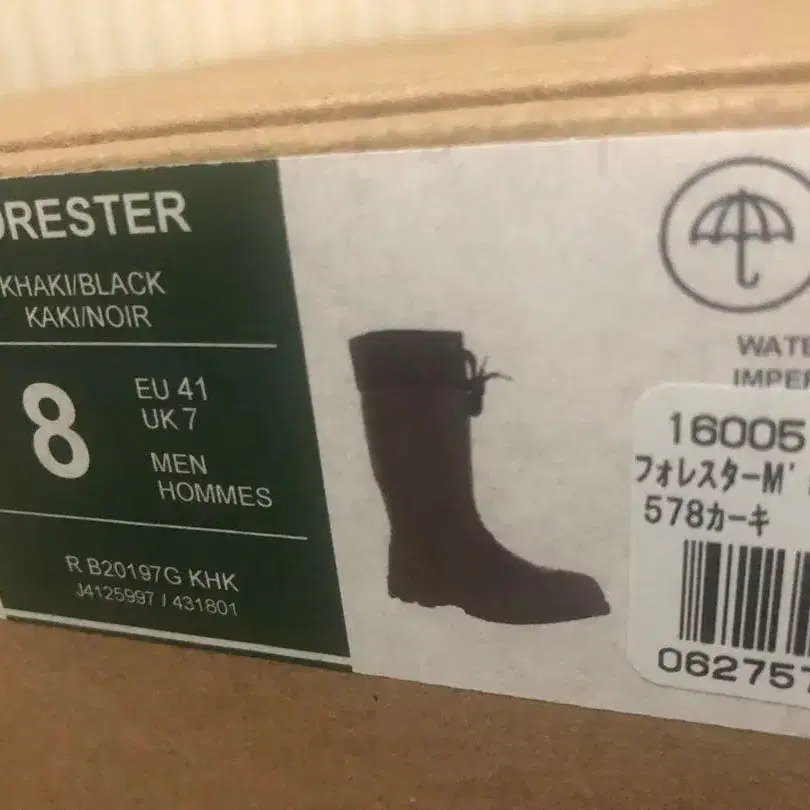 ORESTER
KHAKI/BLACK
KAKI/NOIR
8
EU 41
UK 7
MEN
HOMMES
R B20197G KHK
J4125997 / 431801
WATE
IMPER
16005
フォレスターM'
578カーキ
062757